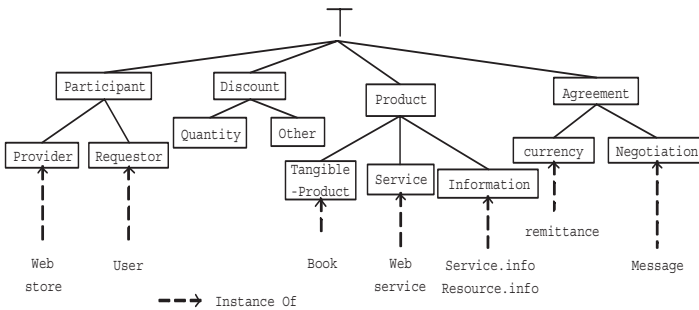 Participant
Discount
Product
Agreement
Quantity
Other
Provider
Requestor
Tangible
-Product
Service
Information
currency
Negotiation
remittance
Web
store
User
Book
Web
service
Service.info
Resource.info
Message
Instance Of